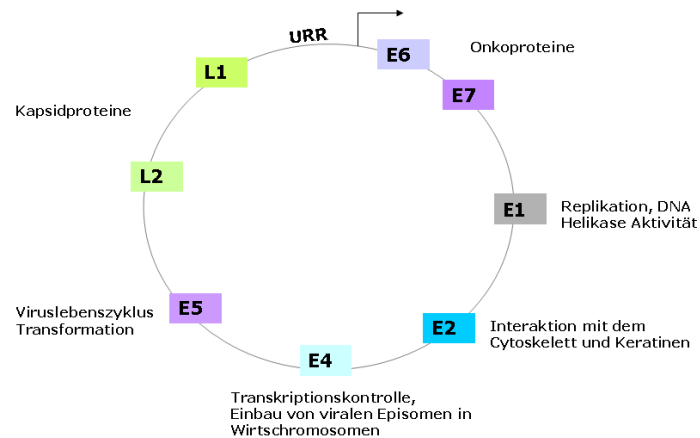 URR
E6
Onkoproteine
E7
L1
Kapsidproteine
L2
E1
Replikation, DNA
Helikase Aktivität
E5
Viruslebenszyklus
Transformation
E2
Interaktion mit dem
Cytoskelett und Keratinen
E4
Transkriptionskontrolle,
Einbau von viralen Episomen in
Wirtschromosomen